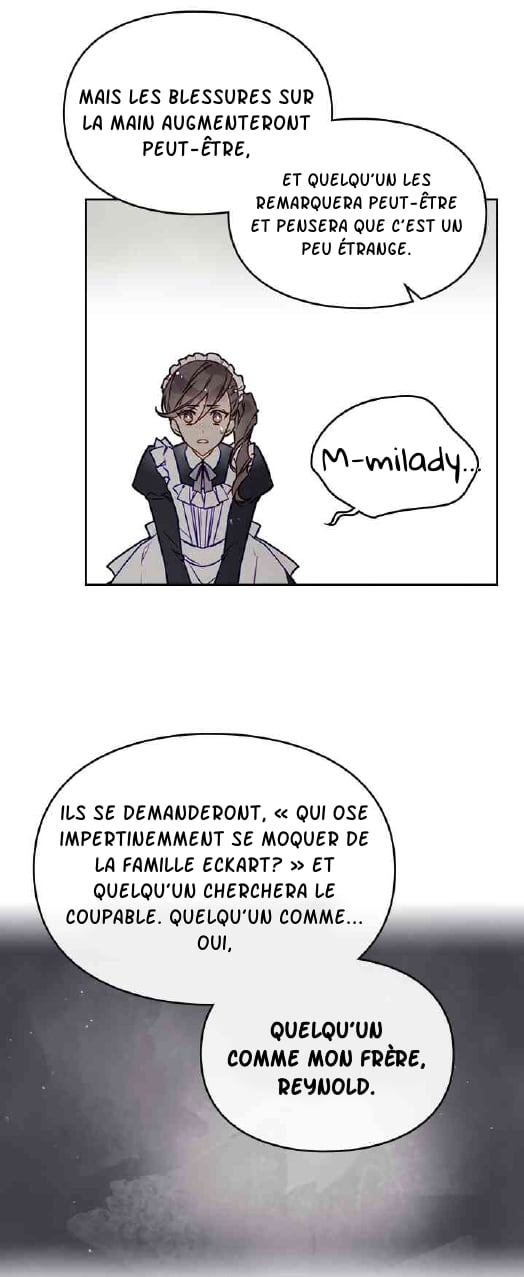 MAIS LES BLESSURES SUR
LA MAIN AUGMENTERONT
PEUT-ÊTRE,
ET QUELQU'UN LES
REMARQUERA PEUT-ÊTRE
ET PENSERA QUE C'EST UN
PEU ÉTRANGE.
M-milady...
ILS SE DEMANDERONT, « QUI OSE
IMPERTINEMMENT SE MOQUER DE
LA FAMILLE ECKART? » ET
QUELQU'UN CHERCHERA LE
COUPABLE. QUELQU'UN COMME...
OUI,
QUELQU'UN
COMME MON FRÈRE,
REYNOLD.